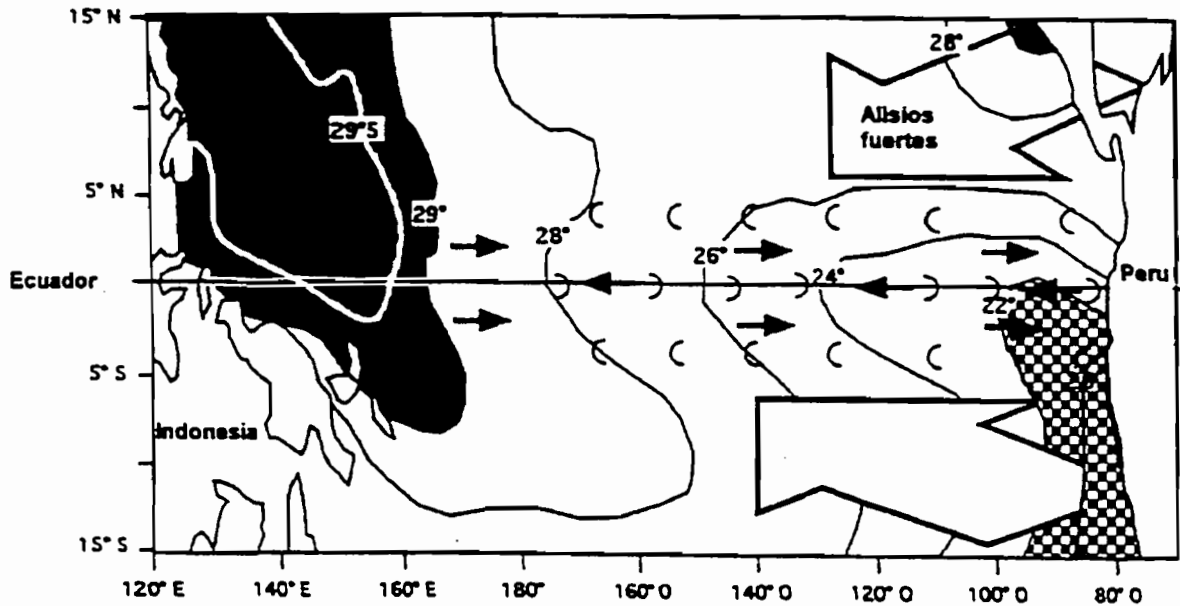 15° N
28°
Alisios
fuertes
29°5
5° N
29°
28°
26°
24°
Ecuador
Peru
22°
5° S
Indonesia
15° S
120° E
140° E
160° E
180°
160° O
140° O
120° O
100° O
80° O